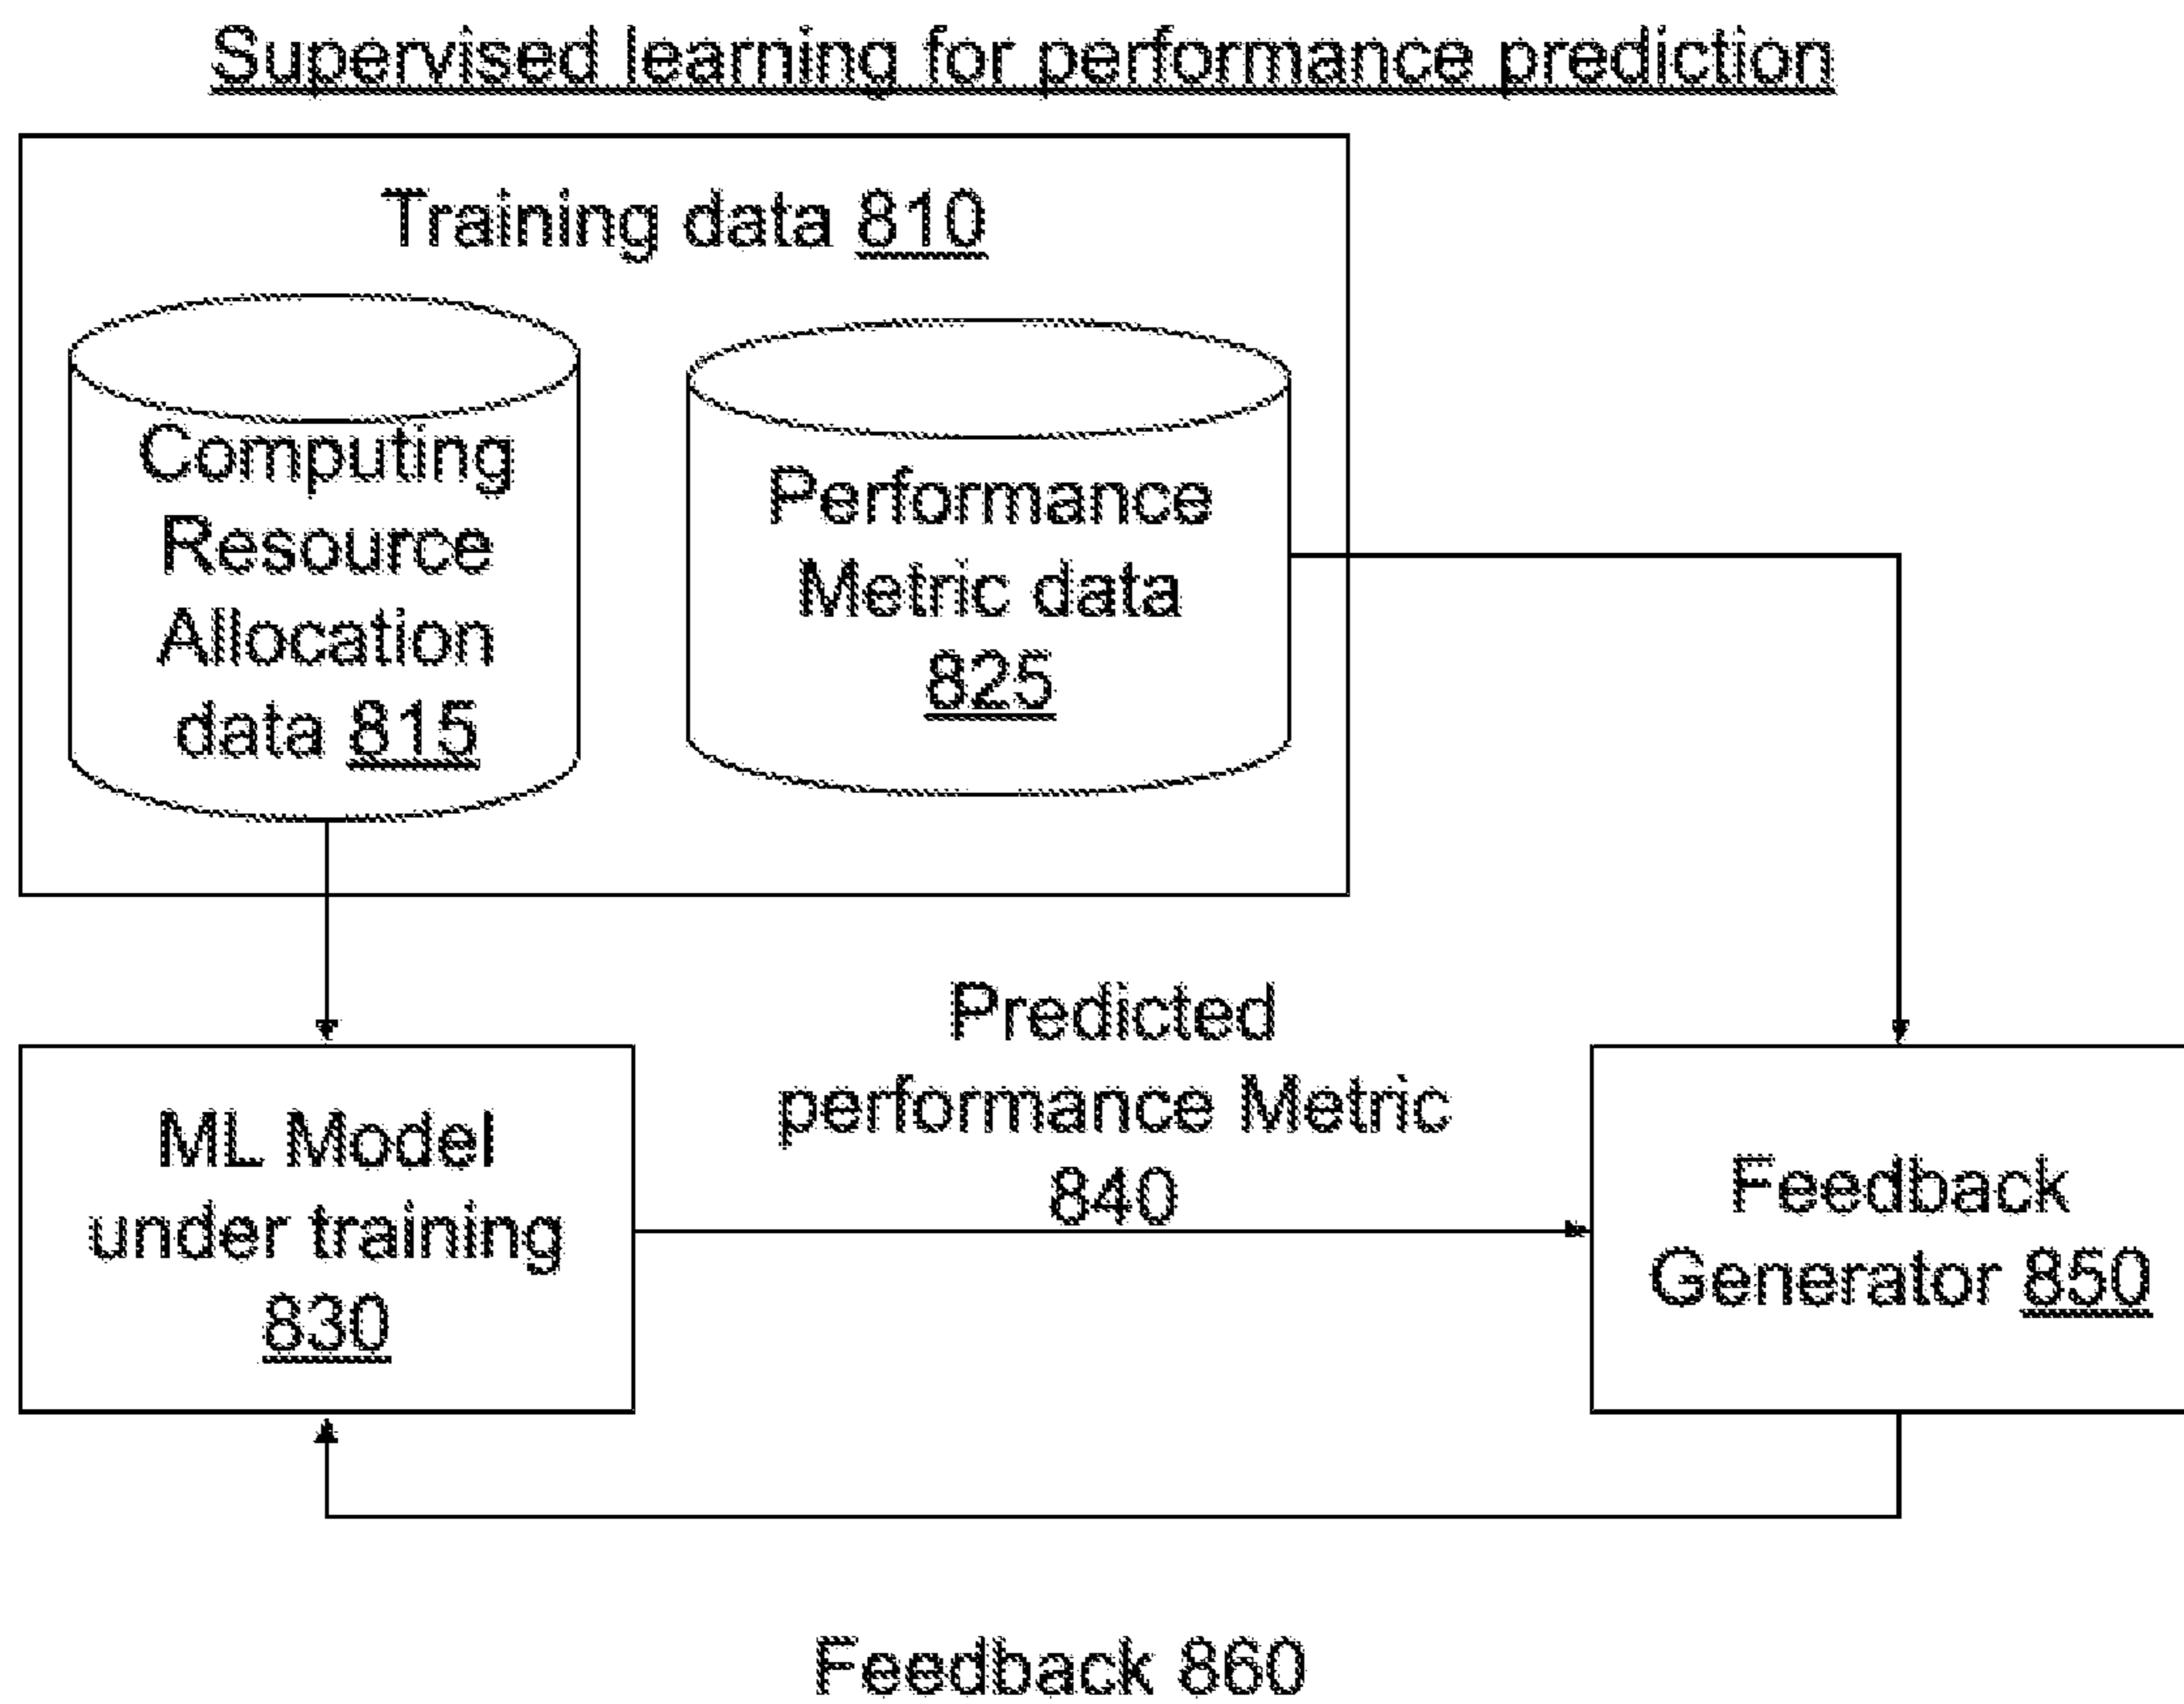 Supervised learning for performance prediction
Training data 810
Computing
Resource
Allocation
data 815
Performance
Metric data
825
Predicted
performance Metric
840
ML Model
under training
830
Feedback
Generator 850
Feedback 860